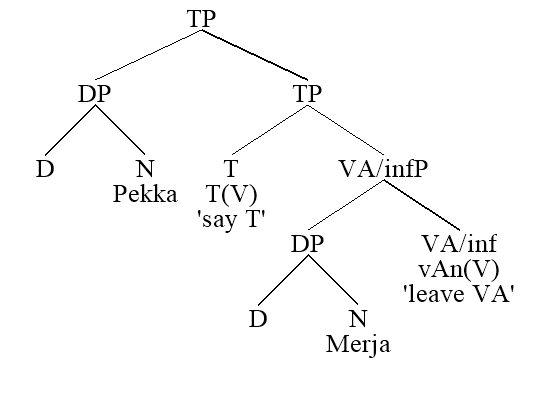 TP
DP TP
D N T VA/infP
Pekka T(V)
'say T'
DP VA/inf
vAn(V)
'leave VA'
D N
Merja